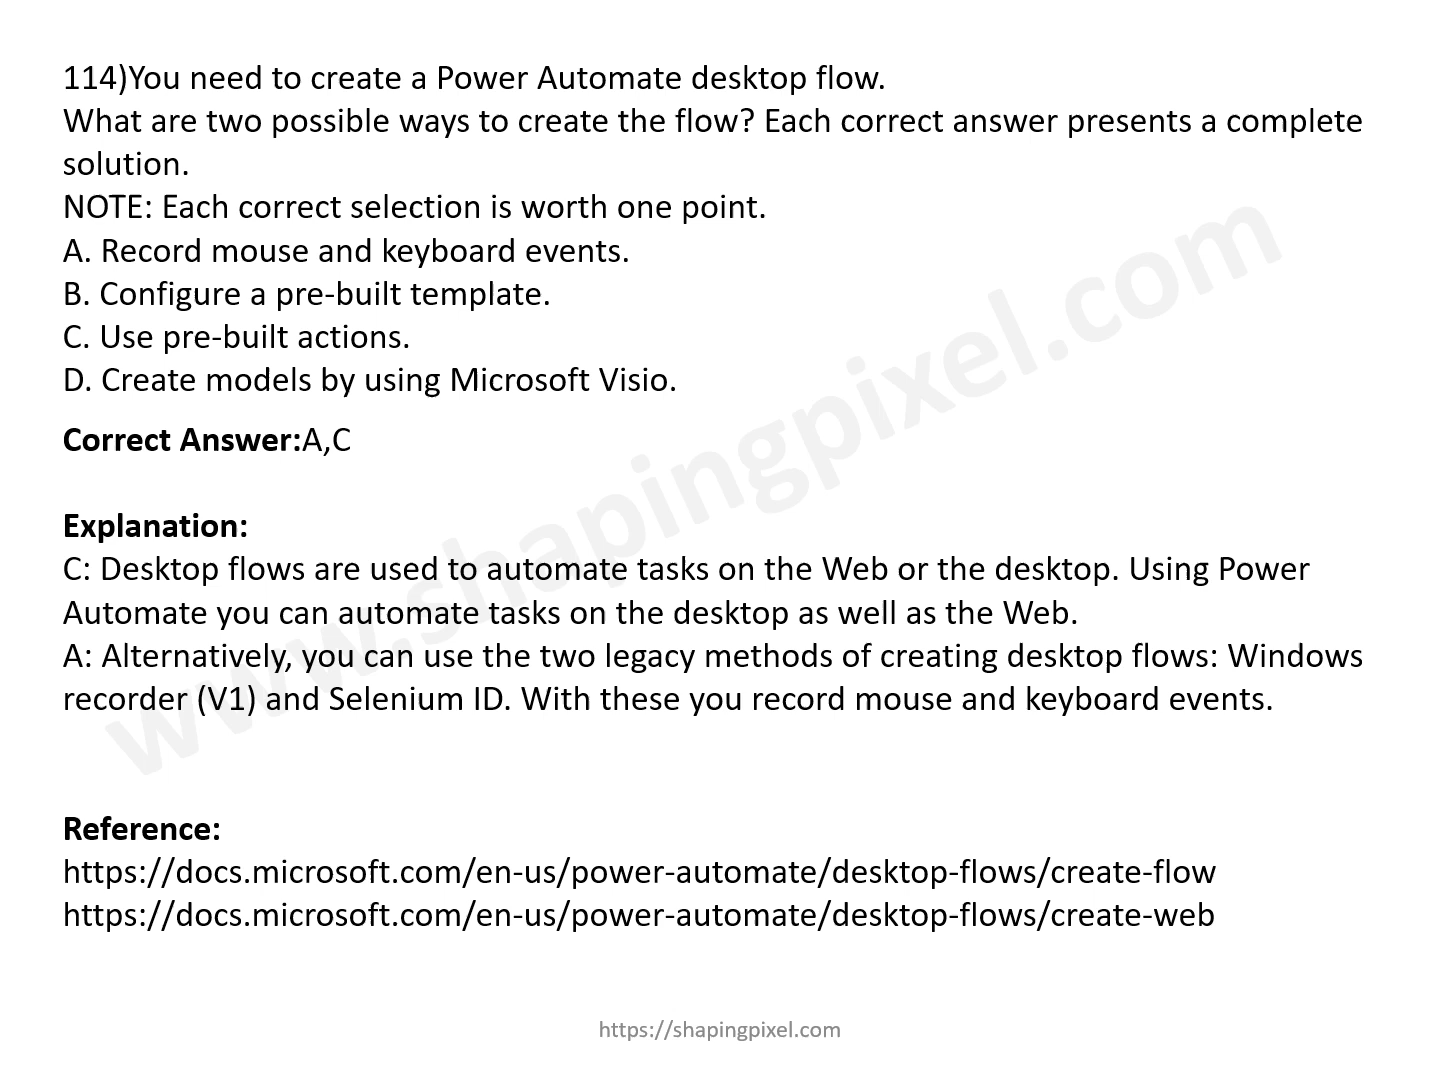 114)You need to create a Power Automate desktop flow.
What are two possible ways to create the flow? Each correct answer presents a complete
solution.
NOTE: Each correct selection is worth one point.
A. Record mouse and keyboard events.
B. Configure a pre-built template.
C. Use pre-built actions.
D. Create models by using Microsoft Visio.
Correct Answer:A,C
Explanation:
C: Desktop flows are used to automate tasks on the Web or the desktop. Using Power
Automate you can automate tasks on the desktop as well as the Web.
A: Alternatively, you can use the two legacy methods of creating desktop flows: Windows
recorder (V1) and Selenium ID. With these you record mouse and keyboard events.
Reference:
https://docs.microsoft.com/en-us/power-automate/desktop-flows/create-flow
https://docs.microsoft.com/en-us/power-automate/desktop-flows/create-web
https://shapingpixel.com
www.shapingpixel.com